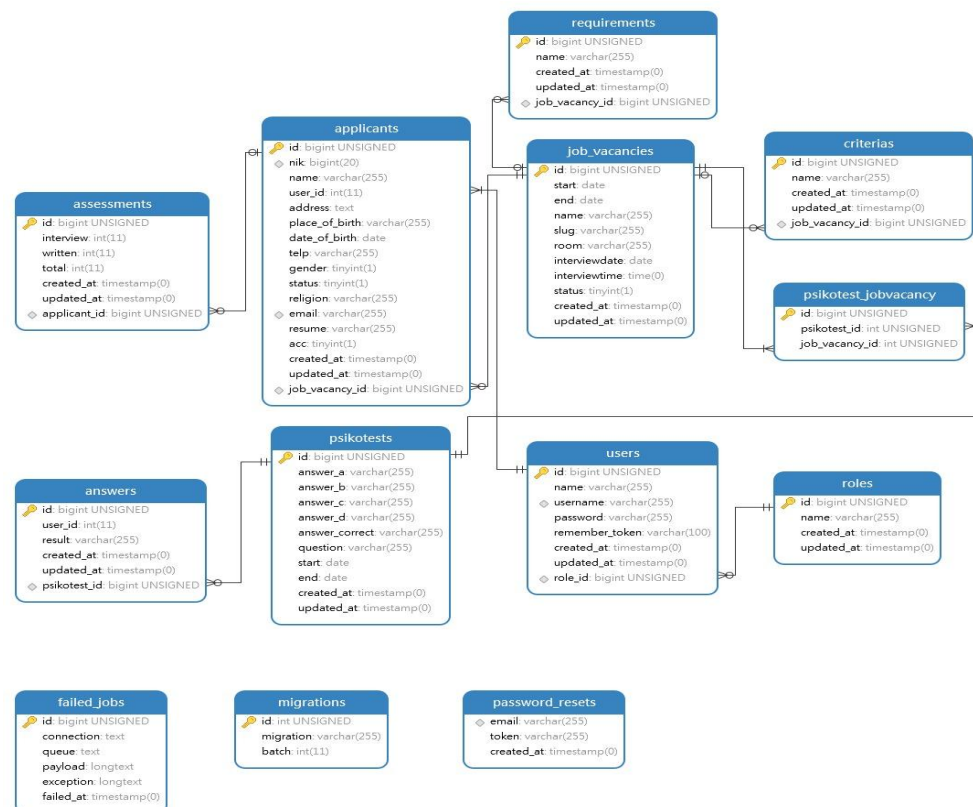 requirements
id: bigint UNSIGNED
name: varchar(255)
created_at: timestamp(0)
updated_at: timestamp(0)
job_vacancy_id: bigint UNSIGNED
applicants
id: bigint UNSIGNED
nik: bigint(20)
name: varchar(255)
user_id: int(11)
address: text
place_of_birth: varchar(255)
date_of_birth: date
telp: varchar(255)
gender: tinyint(1)
status: tinyint(1)
religion: varchar(255)
email: varchar(255)
resume: varchar(255)
acc: tinyint(1)
created_at: timestamp(0)
updated_at: timestamp(0)
job_vacancy_id: bigint UNSIGNED
job_vacancies
id: bigint UNSIGNED
start: date
end: date
name: varchar(255)
slug: varchar(255)
room: varchar(255)
interviewdate: date
interviewtime: time(0)
status: tinyint(1)
created_at: timestamp(0)
updated_at: timestamp(0)
criterias
id: bigint UNSIGNED
name: varchar(255)
created_at: timestamp(0)
updated_at: timestamp(0)
job_vacancy_id: bigint UNSIGNED
assessments
id: bigint UNSIGNED
interview: int(11)
written: int(11)
total: int(11)
created_at: timestamp(0)
updated_at: timestamp(0)
applicant_id: bigint UNSIGNED
psikotest_jobvacancy
id: bigint UNSIGNED
psikotest_id: int UNSIGNED
job_vacancy_id: int UNSIGNED
psikotests
id: bigint UNSIGNED
answer_a: varchar(255)
answer_b: varchar(255)
answer_c: varchar(255)
answer_d: varchar(255)
answer_correct: varchar(255)
question: varchar(255)
start: date
end: date
created_at: timestamp(0)
updated_at: timestamp(0)
users
id: bigint UNSIGNED
name: varchar(255)
username: varchar(255)
password: varchar(255)
remember_token: varchar(100)
created_at: timestamp(0)
updated_at: timestamp(0)
role_id: bigint UNSIGNED
roles
id: bigint UNSIGNED
name: varchar(255)
created_at: timestamp(0)
updated_at: timestamp(0)
answers
id: bigint UNSIGNED
user_id: int(11)
result: varchar(255)
created_at: timestamp(0)
updated_at: timestamp(0)
psikotest_id: bigint UNSIGNED
failed_jobs
id: bigint UNSIGNED
connection: text
queue: text
payload: longtext
exception: longtext
failed_at: timestamp(0)
migrations
id: int UNSIGNED
migration: varchar(255)
batch: int(11)
password_resets
email: varchar(255)
token: varchar(255)
created_at: timestamp(0)